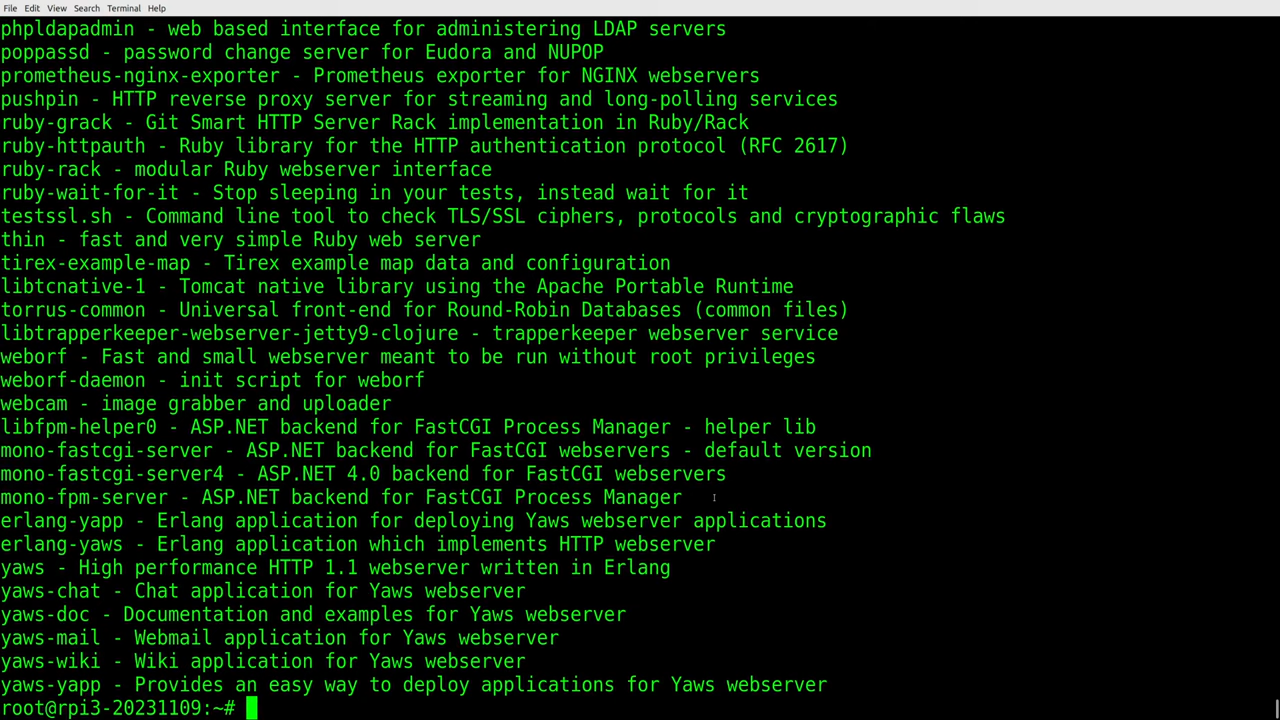 File Edit View Search Terminal Help
phpldapadmin - web based interface for administering LDAP servers
poppassd - password change server for Eudora and NUPOP
prometheus-nginx-exporter - Prometheus exporter for NGINX webservers
pushpin - HTTP reverse proxy server for streaming and long-polling services
ruby-grack - Git Smart HTTP Server Rack implementation in Ruby/Rack
ruby-httpauth - Ruby library for the HTTP authentication protocol (RFC 2617)
ruby-rack - modular Ruby webserver interface
ruby-wait-for-it - Stop sleeping in your tests, instead wait for it
testssl.sh - Command line tool to check TLS/SSL ciphers, protocols and cryptographic flaws
thin - fast and very simple Ruby web server
tirex-example-map - Tirex example map data and configuration
libtcnative-1 - Tomcat native library using the Apache Portable Runtime
torrus-common - Universal front-end for Round-Robin Databases (common files)
libtrapperkeeper-webserver-jetty9-clojure - trapperkeeper webserver service
weborf - Fast and small webserver meant to be run without root privileges
weborf-daemon - init script for weborf
webcam - image grabber and uploader
libfpm-helper0 - ASP.NET backend for FastCGI Process Manager - helper lib
mono-fastcgi-server - ASP.NET backend for FastCGI webservers - default version
mono-fastcgi-server4 - ASP.NET 4.0 backend for FastCGI webservers
mono-fpm-server - ASP.NET backend for FastCGI Process Manager
erlang-yapp - Erlang application for deploying Yaws webserver applications
erlang-yaws - Erlang application which implements HTTP webserver
yaws - High performance HTTP 1.1 webserver written in Erlang
yaws-chat - Chat application for Yaws webserver
yaws-doc - Documentation and examples for Yaws webserver
yaws-mail - Webmail application for Yaws webserver
yaws-wiki - Wiki application for Yaws webserver
yaws-yapp - Provides an easy way to deploy applications for Yaws webserver
root@rpi3-20231109:~#